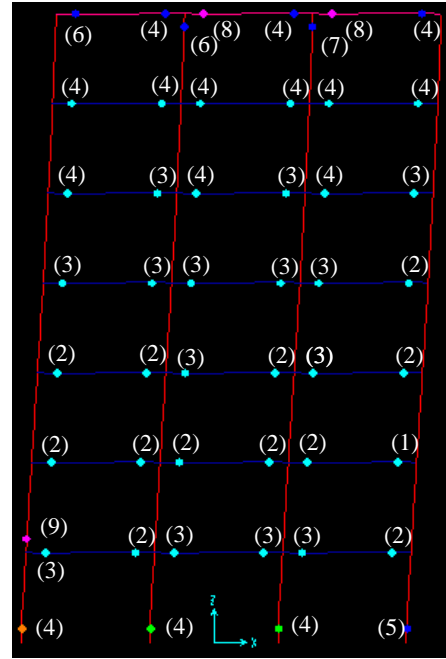 (6) (4) (6) (8) (4) (7) (8) (4)
(4) (4) (4) (4) (4) (4)
(4) (3) (4) (3) (4) (3)
(3) (3) (3) (3) (3) (2)
(2) (2) (3) (2) (3) (2)
(2) (2) (2) (2) (2) (1)
(9)
(3) (2) (3) (3) (3) (2)
Z
X
(4) (4) (4) (5)